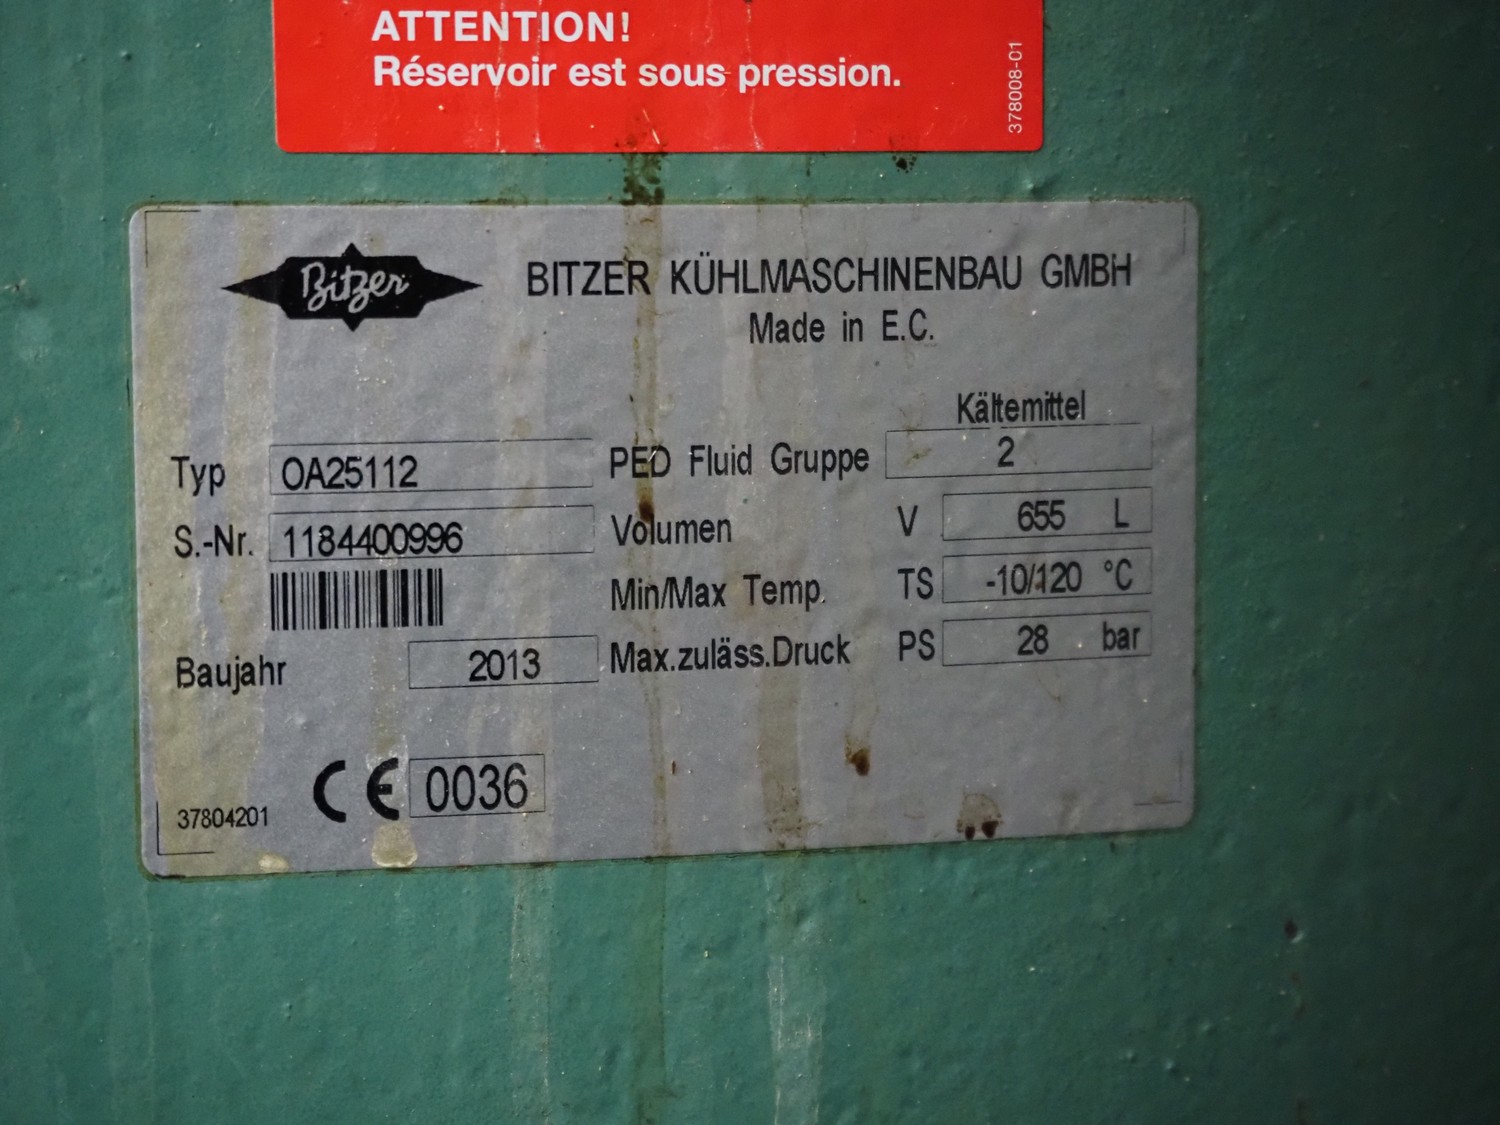 ATTENTION!
Réservoir est sous pression.
378008-01
Bitzer
BITZER KÜHLMASCHINENBAU GMBH
Made in E.C.
Kältemittel
Typ OA25112 PED Fluid Gruppe 2
S.-Nr. 1184400996 Volumen V 655 L
Min/Max Temp. TS -10/120 °C
Baujahr 2013 Max.zuläss.Druck PS 28 bar
CE 0036
37804201